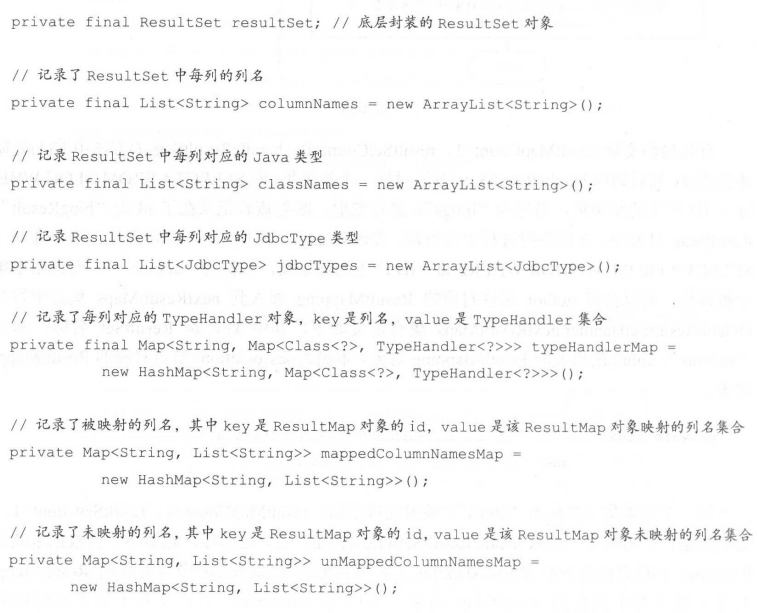 private final ResultSet resultSet; // 底层封装的 ResultSet 对象
// 记录了 ResultSet 中每列的列名
private final List<String> columnNames = new ArrayList<String>();
// 记录 ResultSet 中每列对应的 Java 类型
private final List<String> classNames = new ArrayList<String>();
// 记录 ResultSet 中每列对应的 JdbcType 类型
private final List<JdbcType> jdbcTypes = new ArrayList<JdbcType>();
// 记录了每列对应的 TypeHandler 对象，key 是列名，value 是 TypeHandler 集合
private final Map<String, Map<Class<?>, TypeHandler<?>>> typeHandlerMap =
new HashMap<String, Map<Class<?>, TypeHandler<?>>>();
// 记录了被映射的列名，其中 key 是 ResultMap 对象的 id，value 是该 ResultMap 对象映射的列名集合
private Map<String, List<String>> mappedColumnNamesMap =
new HashMap<String, List<String>>();
// 记录了未映射的列名，其中 key 是 ResultMap 对象的 id，value 是该 ResultMap 对象未映射的列名集合
private Map<String, List<String>> unMappedColumnNamesMap =
new HashMap<String, List<String>>();